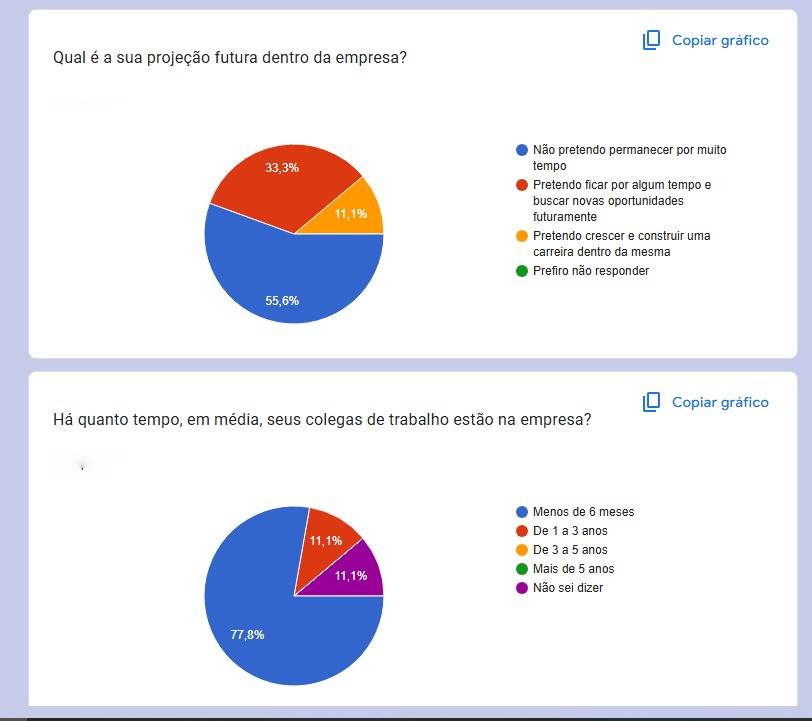 Copiar gráfico
Qual é a sua projeção futura dentro da empresa?
33,3%
11,1%
55,6%
Não pretendo permanecer por muito
tempo
Pretendo ficar por algum tempo e
buscar novas oportunidades
futuramente
Pretendo crescer e construir uma
carreira dentro da mesma
Prefiro não responder
Copiar gráfico
Há quanto tempo, em média, seus colegas de trabalho estão na empresa?
11,1%
11,1%
77,8%
Menos de 6 meses
De 1 a 3 anos
De 3 a 5 anos
Mais de 5 anos
Não sei dizer